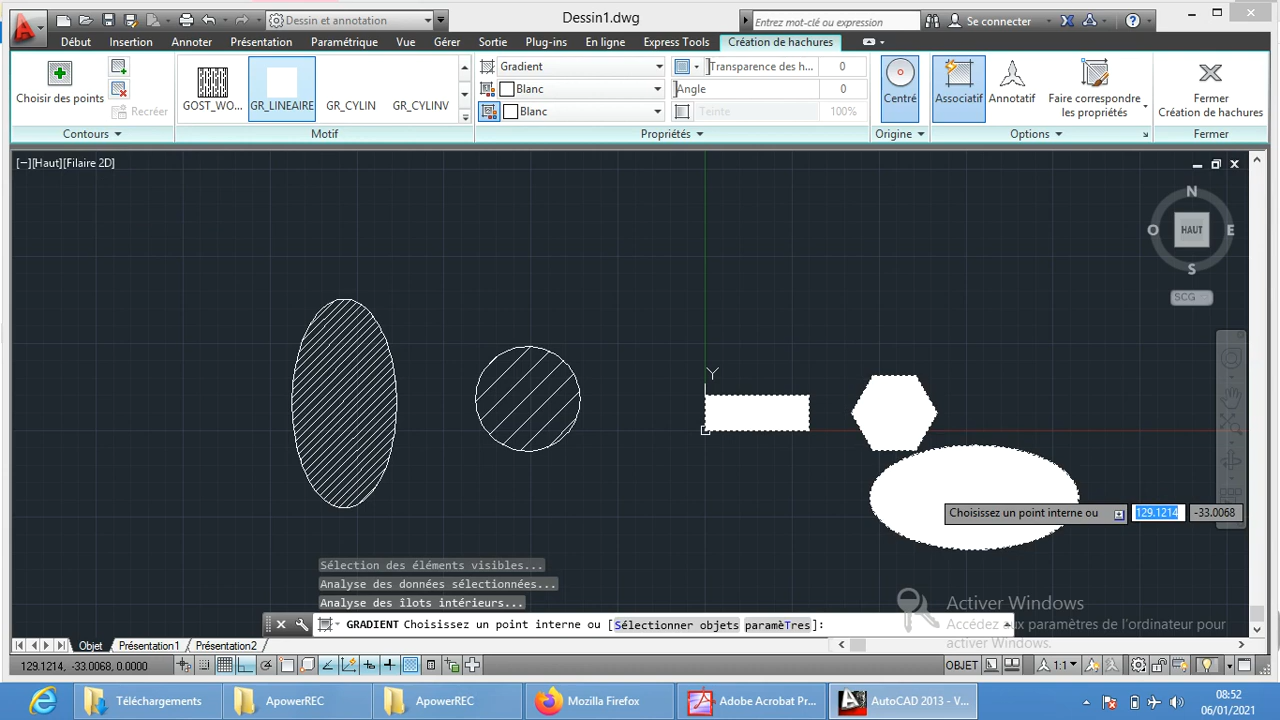 Dessin et annotation
Dessin1.dwg
Entrez mot-clé ou expression
Se connecter
Début Insertion Annoter Présentation Paramétrique Vue Gérer Sortie Plug-ins En ligne Express Tools Création de hachures
Choisir des points
Recréer
GOST_WO... GR_LINEAIRE GR_CYLIN GR_CYLINV
Gradient
Blanc
Blanc
Transparence des h... 0
Angle 0
Teinte 100%
Centré
Associatif
Annotatif
Faire correspondre
les propriétés
Fermer
Création de hachures
Contours Motif Propriétés Origine Options Fermer
[−][Haut][Filaire 2D]
N
O HAUT E
S
SCG
Y
Choisissez un point interne ou 129.1214 -33.0068
Sélection des éléments visibles...
Analyse des données sélectionnées...
Analyse des îlots intérieurs...
GRADIENT Choisissez un point interne ou [Sélectionner objets paramèTres]:
Activer Windows
Accédez aux paramètres de l'ordinateur pour
activer Windows.
Objet Présentation1 Présentation2
129.1214, -33.0068, 0.0000
OBJET
1:1
Téléchargements
ApowerREC
ApowerREC
Mozilla Firefox
Adobe Acrobat Pr...
AutoCAD 2013 - V...
08:52
06/01/2021